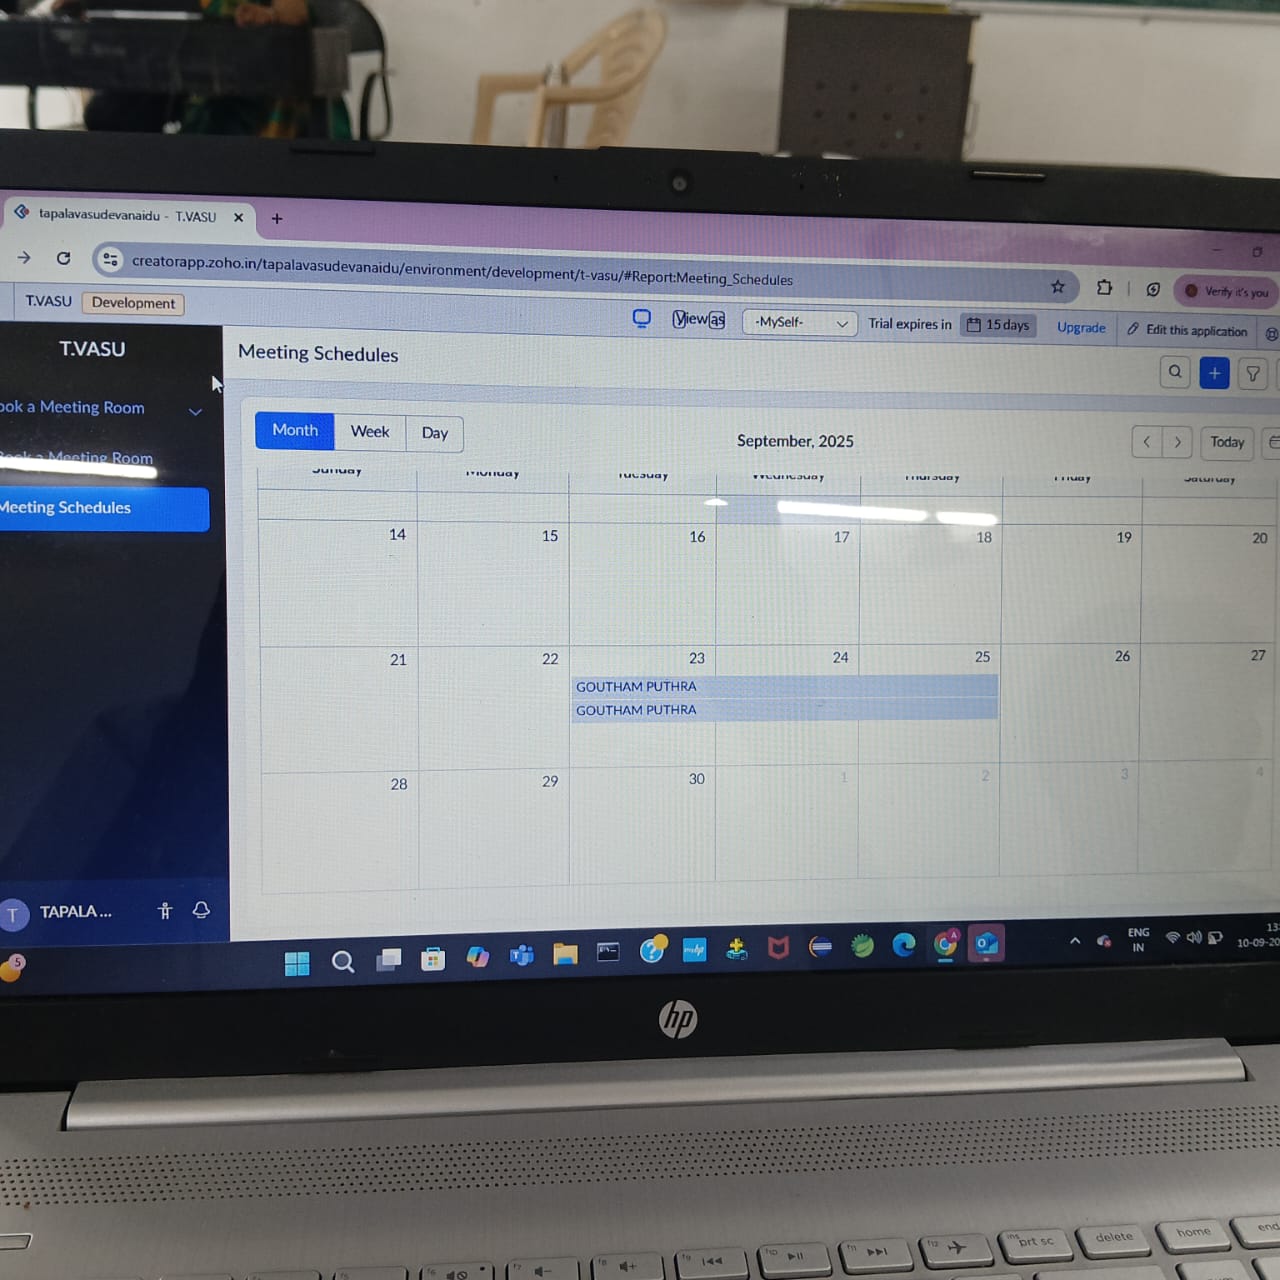 tapalavasudevanaidu - T.VASU
creatorapp.zoho.in/tapalavasudevanaidu/environment/development/t-vasu/#Report:Meeting_Schedules
Verify it's you
T.VASU Development
View as -MySelf- Trial expires in 15 days Upgrade Edit this application
T.VASU
Meeting Schedules
ook a Meeting Room
Book a Meeting Room
Meeting Schedules
Month Week Day
September, 2025
Today
Sunday Monday Tuesday Wednesday Thursday Friday Saturday
14 15 16 17 18 19 20
21 22 23 24 25 26 27
GOUTHAM PUTHRA
GOUTHAM PUTHRA
28 29 30 1 2 3 4
T TAPALA...
5
myhp
A
ENG
IN
13
10-09-20
hp
prt sc
delete
home
end